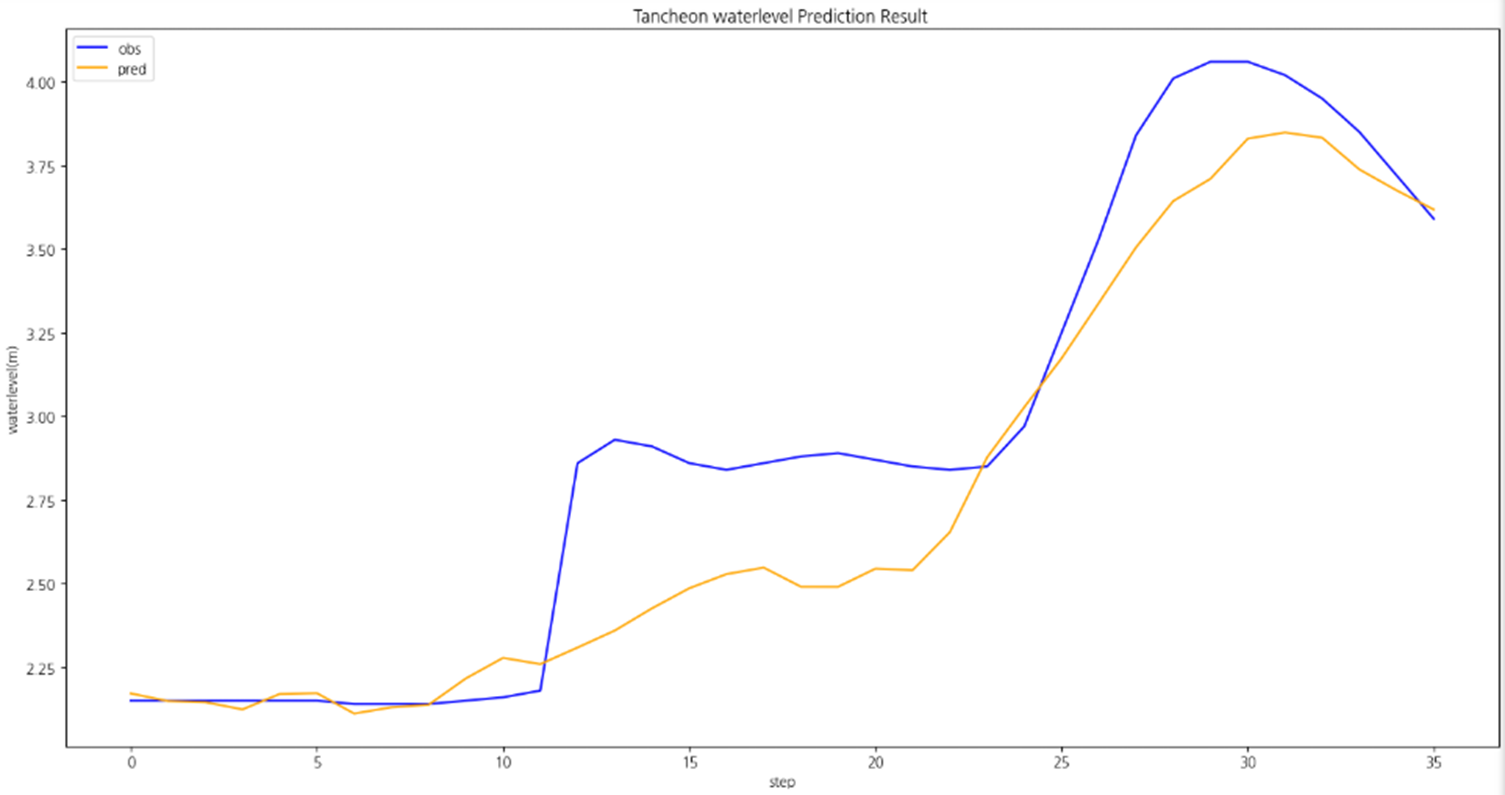 Tancheon waterlevel Prediction Result
obs
pred
4.00
3.75
3.50
3.25
3.00
2.75
2.50
2.25
waterlevel(m)
0 5 10 15 20 25 30 35
step